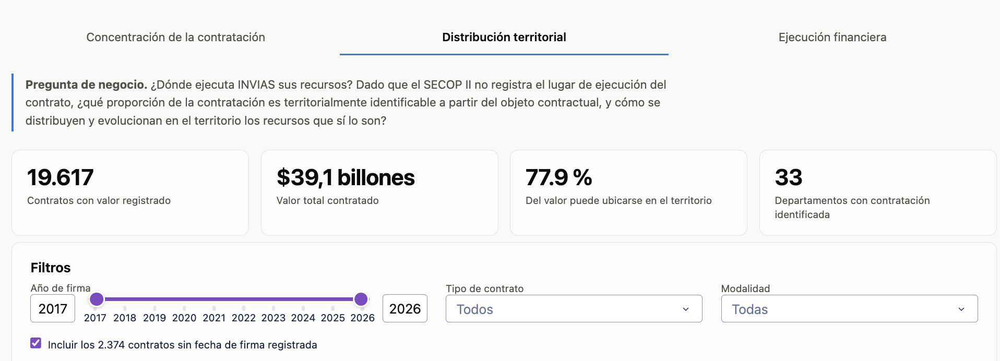 Concentración de la contratación
Distribución territorial
Ejecución financiera
Pregunta de negocio. ¿Dónde ejecuta INVIAS sus recursos? Dado que el SECOP II no registra el lugar de ejecución del
contrato, ¿qué proporción de la contratación es territorialmente identificable a partir del objeto contractual, y cómo se
distribuyen y evolucionan en el territorio los recursos que sí lo son?
19.617
Contratos con valor registrado
$39,1 billones
Valor total contratado
77.9 %
Del valor puede ubicarse en el territorio
33
Departamentos con contratación
identificada
Filtros
Año de firma
2017
2017 2018 2019 2020 2021 2022 2023 2024 2025 2026
2026
Tipo de contrato
Todos
Modalidad
Todas
Incluir los 2.374 contratos sin fecha de firma registrada